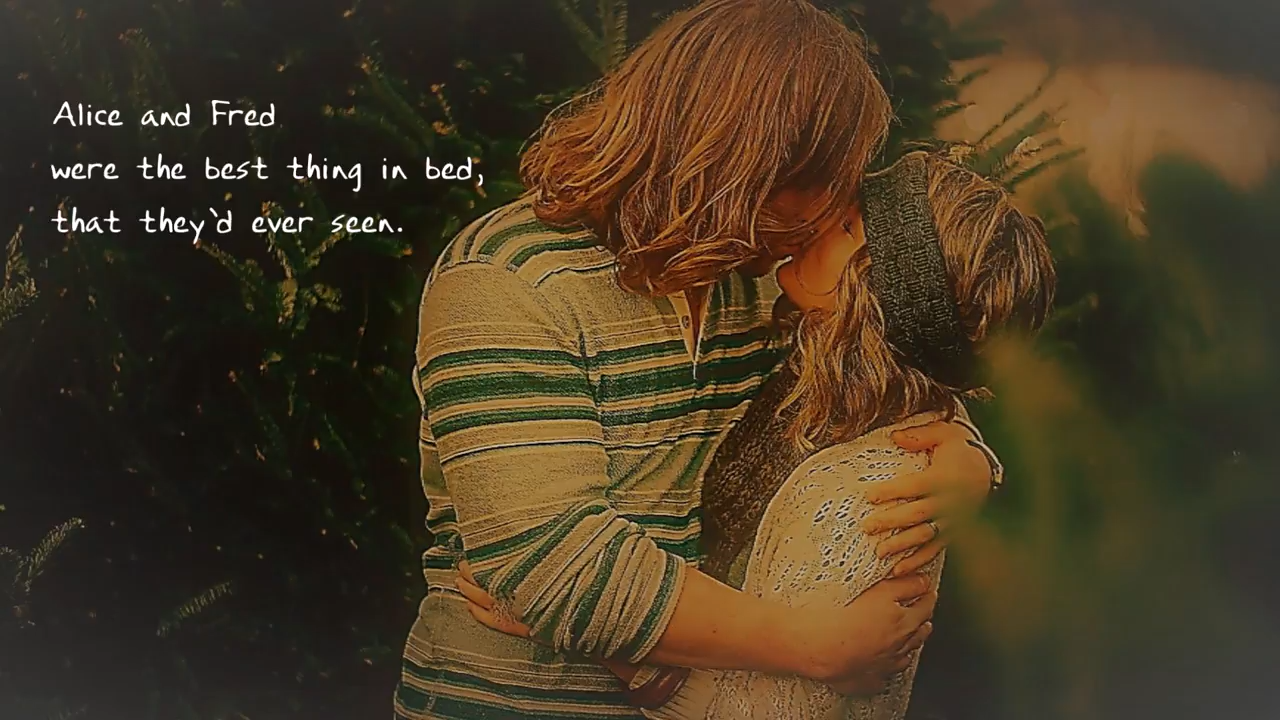 Alice and Fred
were the best thing in bed,
that they`d ever seen.